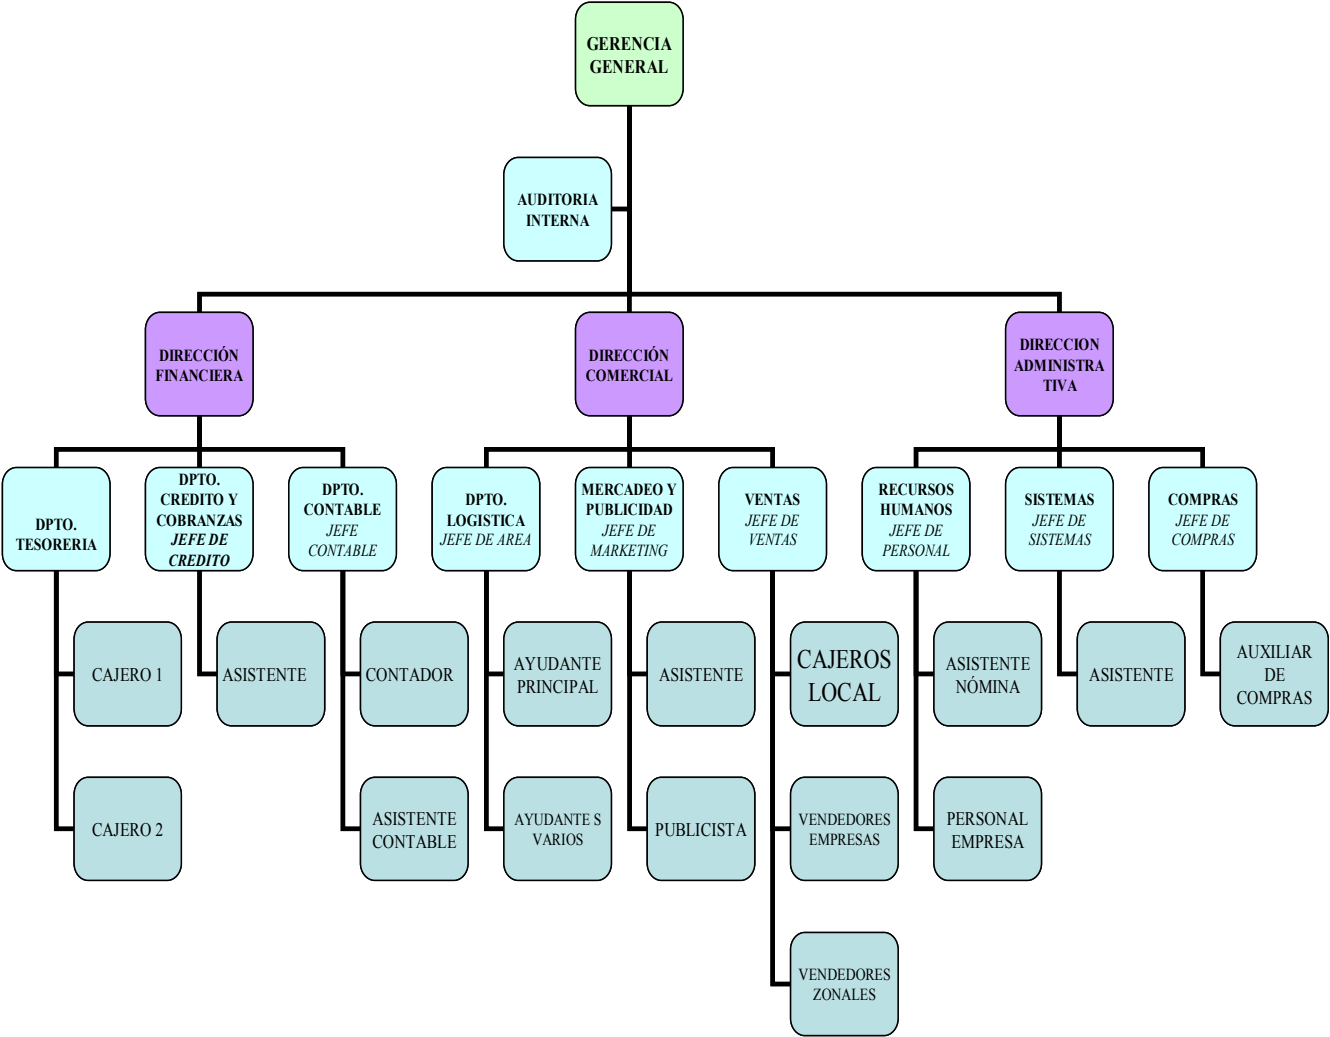 GERENCIA
GENERAL
AUDITORIA
INTERNA
DIRECCIÓN
FINANCIERA
DIRECCIÓN
COMERCIAL
DIRECCION
ADMINISTRA
TIVA
DPTO.
TESORERIA
DPTO.
CREDITO Y
COBRANZAS
JEFE DE
CREDITO
DPTO.
CONTABLE
JEFE
CONTABLE
DPTO.
LOGISTICA
JEFE DE AREA
MERCADEO Y
PUBLICIDAD
JEFE DE
MARKETING
VENTAS
JEFE DE
VENTAS
RECURSOS
HUMANOS
JEFE DE
PERSONAL
SISTEMAS
JEFE DE
SISTEMAS
COMPRAS
JEFE DE
COMPRAS
CAJERO 1
ASISTENTE
CONTADOR
AYUDANTE
PRINCIPAL
ASISTENTE
CAJEROS
LOCAL
ASISTENTE
NÓMINA
ASISTENTE
AUXILIAR
DE
COMPRAS
CAJERO 2
ASISTENTE
CONTABLE
AYUDANTE S
VARIOS
PUBLICISTA
VENDEDORES
EMPRESAS
PERSONAL
EMPRESA
VENDEDORES
ZONALES